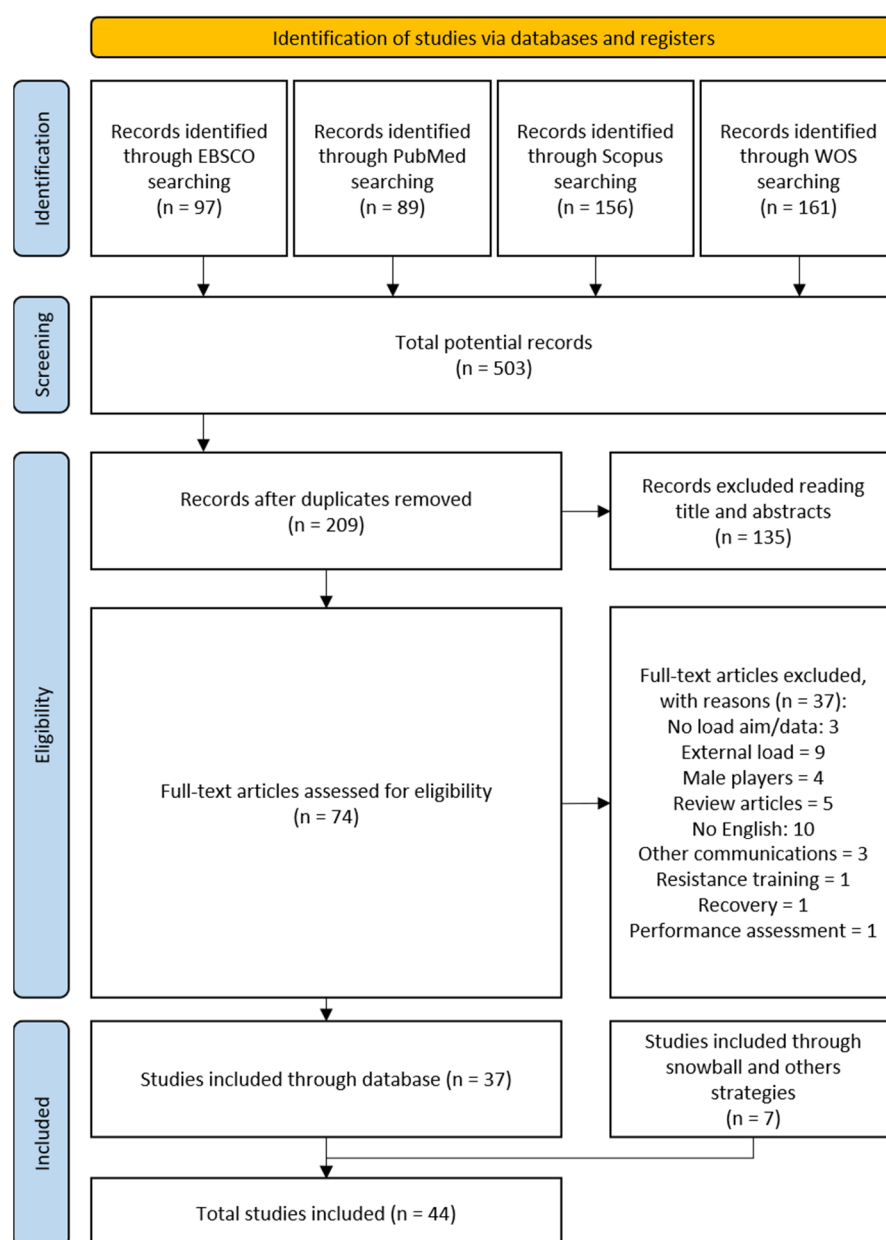 Identification of studies via databases and registers
Identification
Records identified
through EBSCO
searching
(n = 97)
Records identified
through PubMed
searching
(n = 89)
Records identified
through Scopus
searching
(n = 156)
Records identified
through WOS
searching
(n = 161)
Screening
Total potential records
(n = 503)
Eligibility
Records after duplicates removed
(n = 209)
Records excluded reading
title and abstracts
(n = 135)
Full-text articles assessed for eligibility
(n = 74)
Full-text articles excluded,
with reasons (n = 37):
No load aim/data: 3
External load = 9
Male players = 4
Review articles = 5
No English: 10
Other communications = 3
Resistance training = 1
Recovery = 1
Performance assessment = 1
Included
Studies included through database (n = 37)
Studies included through
snowball and others
strategies
(n = 7)
Total studies included (n = 44)